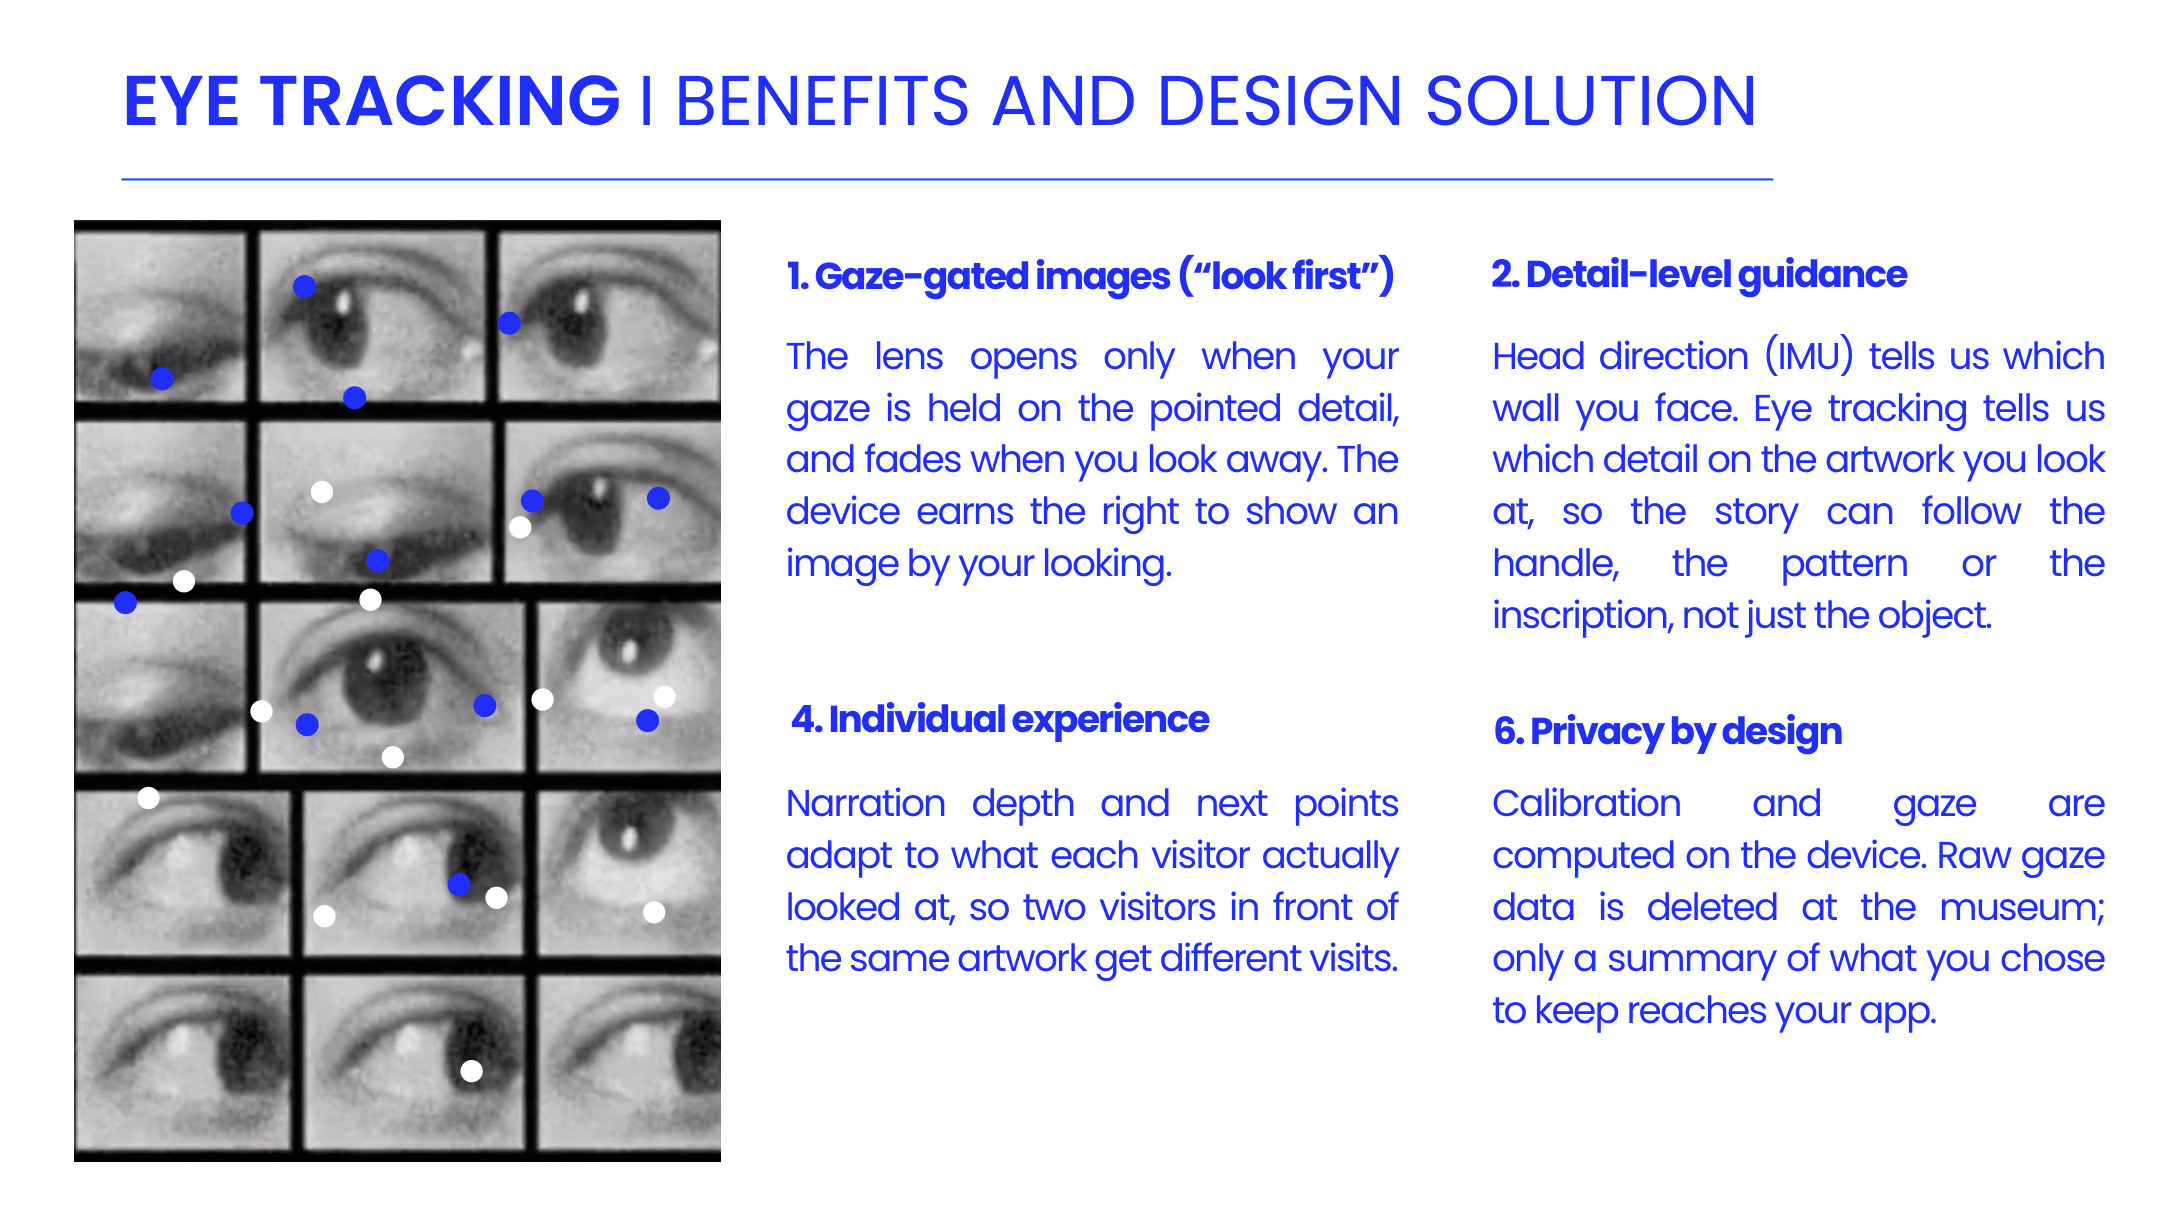 EYE TRACKING I BENEFITS AND DESIGN SOLUTION
1. Gaze-gated images (“look first”)
The lens opens only when your
gaze is held on the pointed detail,
and fades when you look away. The
device earns the right to show an
image by your looking.
2. Detail-level guidance
Head direction (IMU) tells us which
wall you face. Eye tracking tells us
which detail on the artwork you look
at, so the story can follow the
handle, the pattern or the
inscription, not just the object.
4. Individual experience
Narration depth and next points
adapt to what each visitor actually
looked at, so two visitors in front of
the same artwork get different visits.
6. Privacy by design
Calibration and gaze are
computed on the device. Raw gaze
data is deleted at the museum;
only a summary of what you chose
to keep reaches your app.